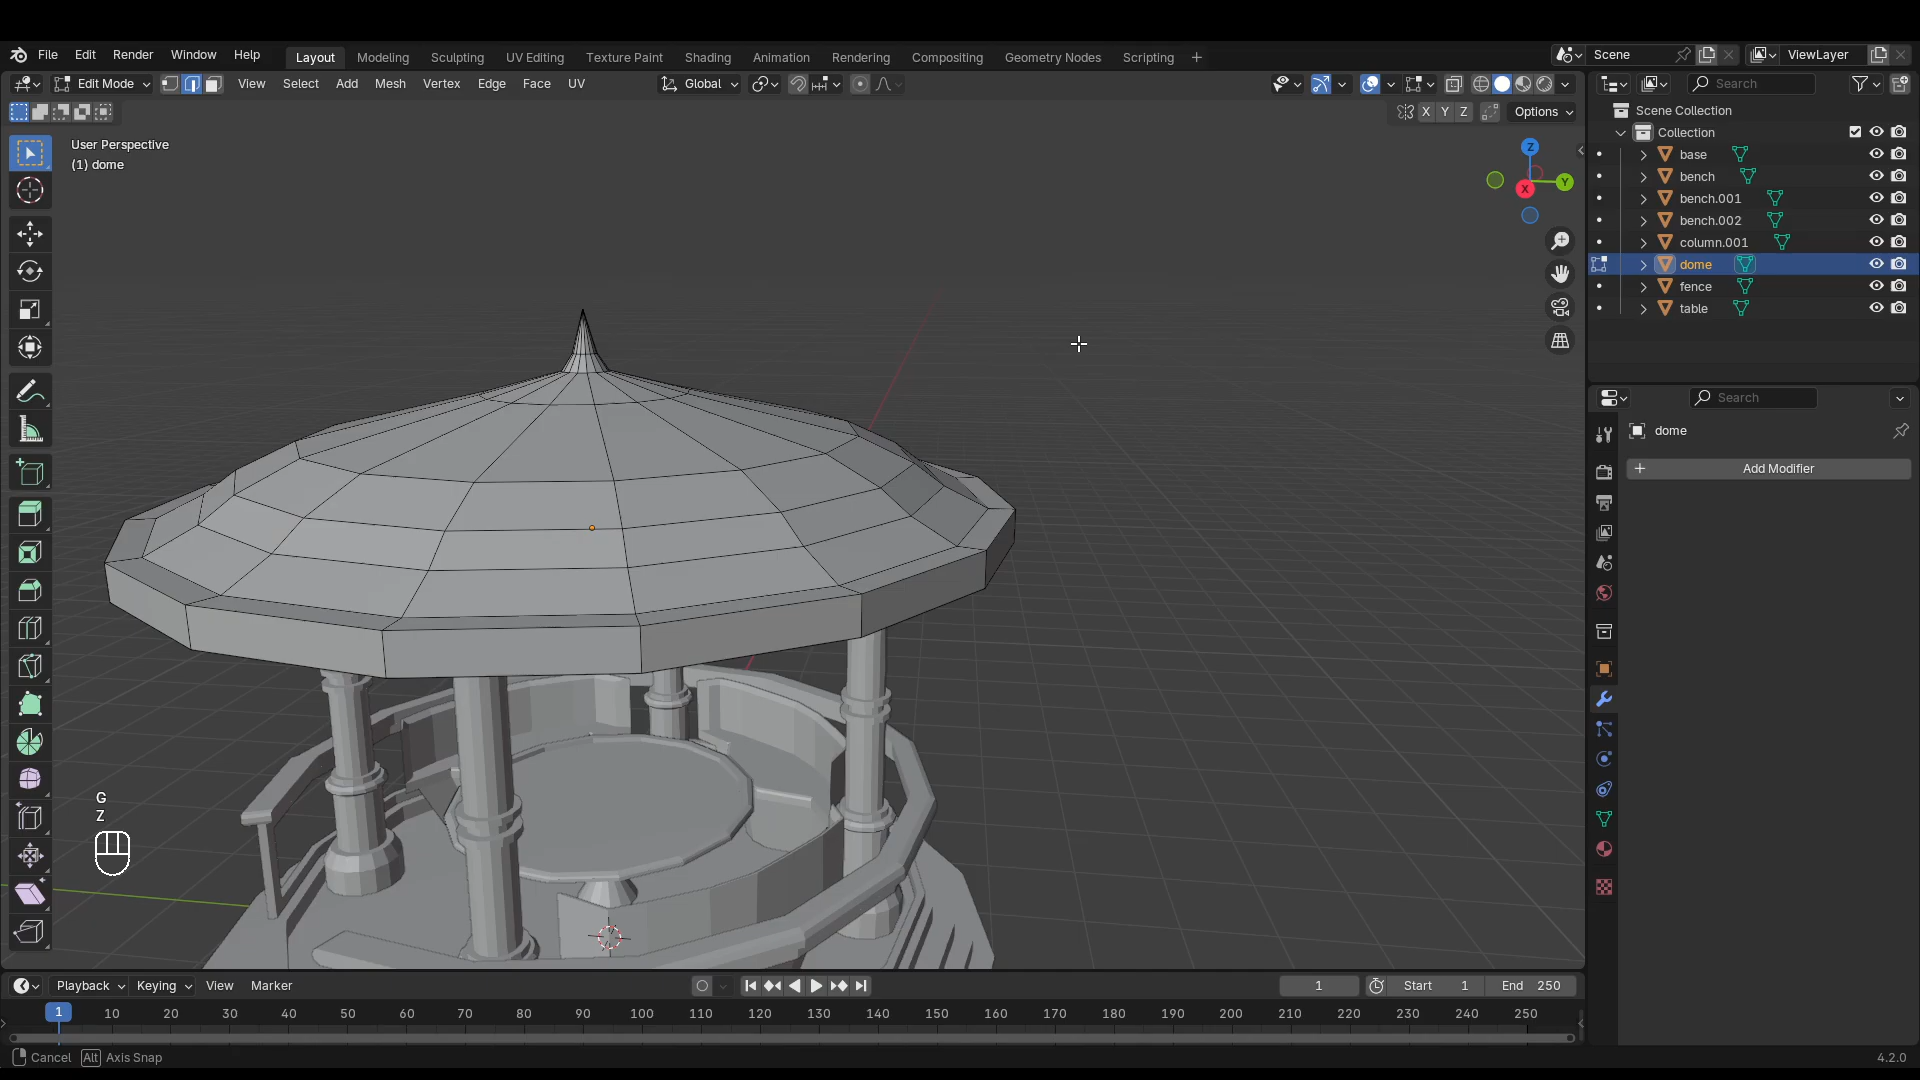 File Edit Render Window Help Layout Modeling Sculpting UV Editing Texture Paint Shading Animation Rendering Compositing Geometry Nodes Scripting + Scene ViewLayer
Edit Mode View Select Add Mesh Vertex Edge Face UV Global Search
X Y Z Options
User Perspective
(1) dome
Z
Y
X
Scene Collection
Collection
base
bench
bench.001
bench.002
column.001
dome
fence
table
Search
dome
+ Add Modifier
G
Z
Playback Keying View Marker 1 Start 1 End 250
1 10 20 30 40 50 60 70 80 90 100 110 120 130 140 150 160 170 180 190 200 210 220 230 240 250
Cancel Alt Axis Snap 4.2.0